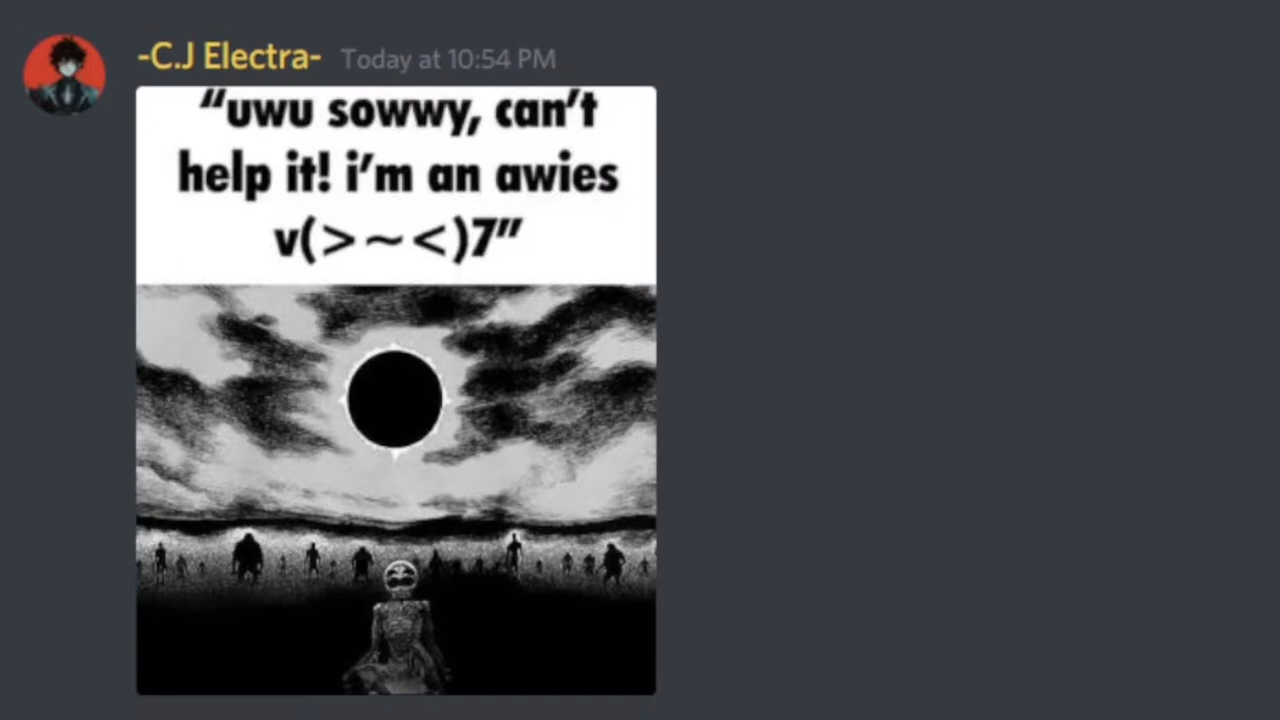 -C.J Electra- Today at 10:54 PM
“uwu sowwy, can’t
help it! i’m an awies
v(>~<)7”